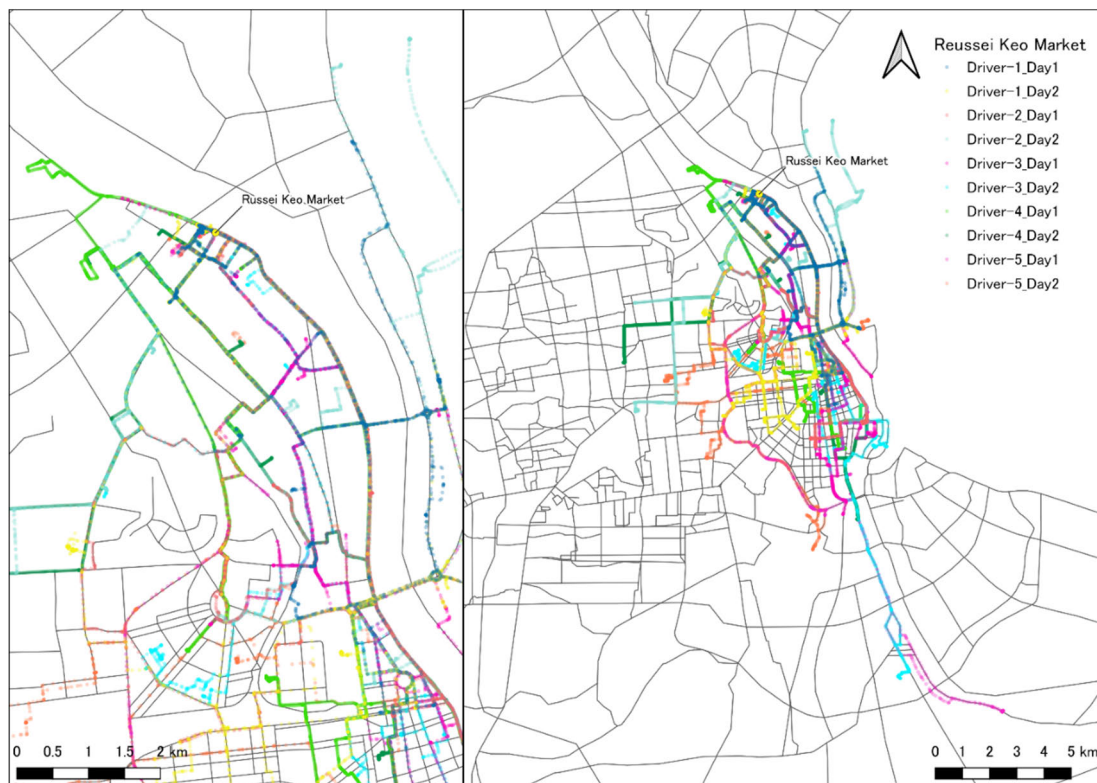 Russei Keo Market
0 0.5 1 1.5 2 km
Reussei Keo Market
Driver-1_Day1
Driver-1_Day2
Driver-2_Day1
Driver-2_Day2
Driver-3_Day1
Driver-3_Day2
Driver-4_Day1
Driver-4_Day2
Driver-5_Day1
Driver-5_Day2
Russei Keo Market
0 1 2 3 4 5 km